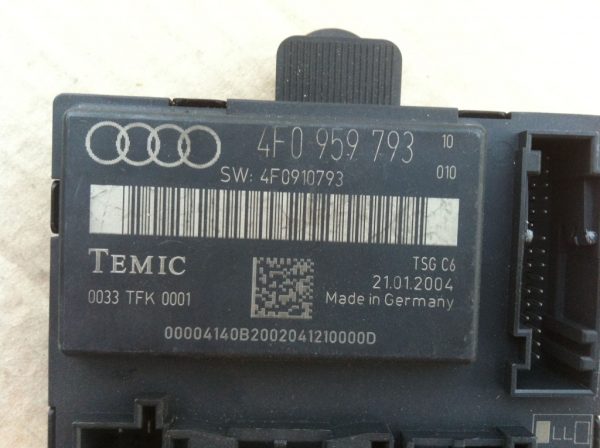 4F0 959 793 10
SW: 4F0910793 010
TEMIC
TSG C6
21.01.2004
0033 TFK 0001
Made in Germany
00004140B2002041210000D
LL